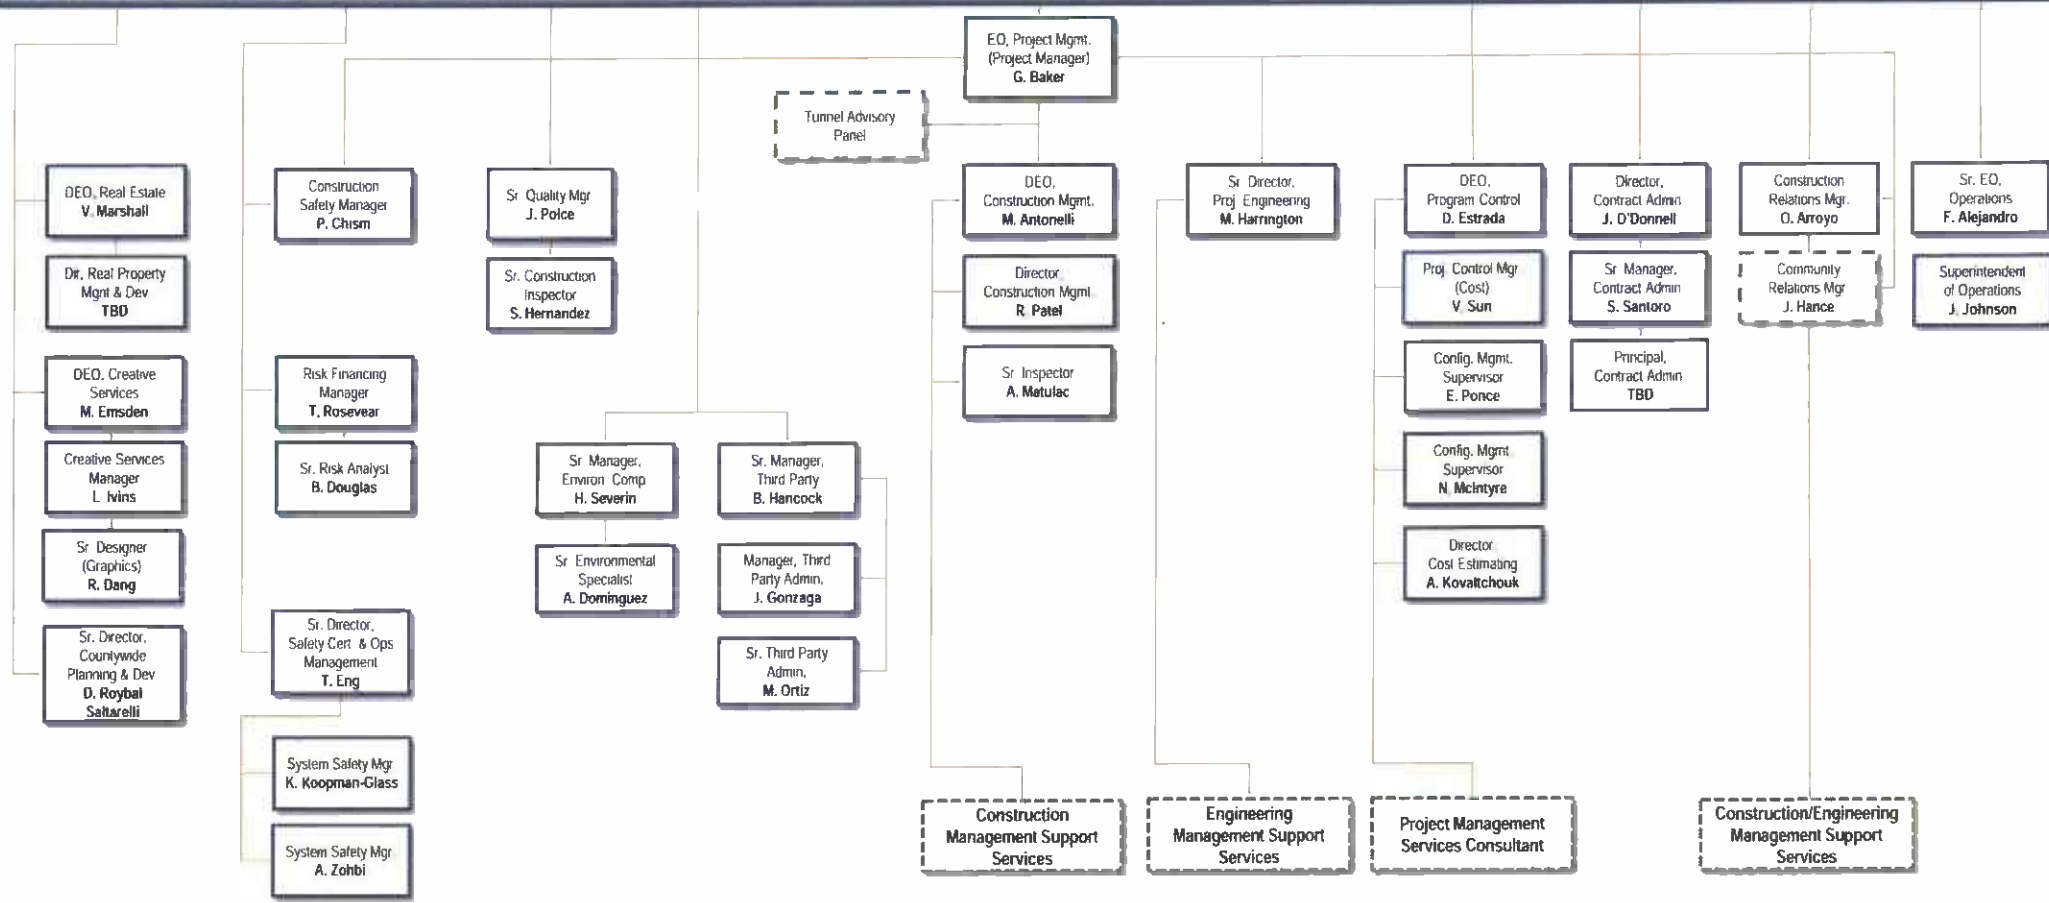 EO, Project Mgmt.
(Project Manager)
G. Baker
Tunnel Advisory
Panel
DEO, Real Estate
V. Marshall
Dir, Real Property
Mgnt & Dev
TBD
DEO, Creative
Services
M. Emsden
Creative Services
Manager
L. Ivins
Sr Designer
(Graphics)
R. Dang
Sr. Director,
Countywide
Planning & Dev
D. Roybal
Saltarelli
Construction
Safety Manager
P. Chism
Risk Financing
Manager
T. Rosevear
Sr. Risk Analyst
B. Douglas
Sr. Director,
Safety Cert & Ops
Management
T. Eng
System Safety Mgr
K. Koopman-Glass
System Safety Mgr
A. Zohbi
Sr Quality Mgr
J. Polce
Sr. Construction
Inspector
S. Hernandez
Sr Manager,
Environ Comp
H. Severin
Sr Environmental
Specialist
A. Dominguez
Sr. Manager,
Third Party
B. Hancock
Manager, Third
Party Admin,
J. Gonzaga
Sr. Third Party
Admin,
M. Ortiz
DEO,
Construction Mgmt.
M. Antonelli
Director
Construction Mgmt
R. Patel
Sr Inspector
A. Matulac
Construction
Management Support
Services
Sr Director,
Proj Engineering
M. Harrington
Engineering
Management Support
Services
DEO,
Program Control
D. Estrada
Proj. Control Mgr
(Cost)
V. Sun
Config. Mgmt.
Supervisor
E. Ponce
Config. Mgmt
Supervisor
N. McIntyre
Director
Cost Estimating
A. Kovaltchouk
Project Management
Services Consultant
Director,
Contract Admin
J. D'Donnell
Sr Manager,
Contract Admin
S. Santoro
Principal,
Contract Admin
TBD
Construction
Relations Mgr.
O. Arroyo
Community
Relations Mgr
J. Hance
Construction/Engineering
Management Support
Services
Sr. EO,
Operations
F. Alejandro
Superintendent
of Operations
J. Johnson